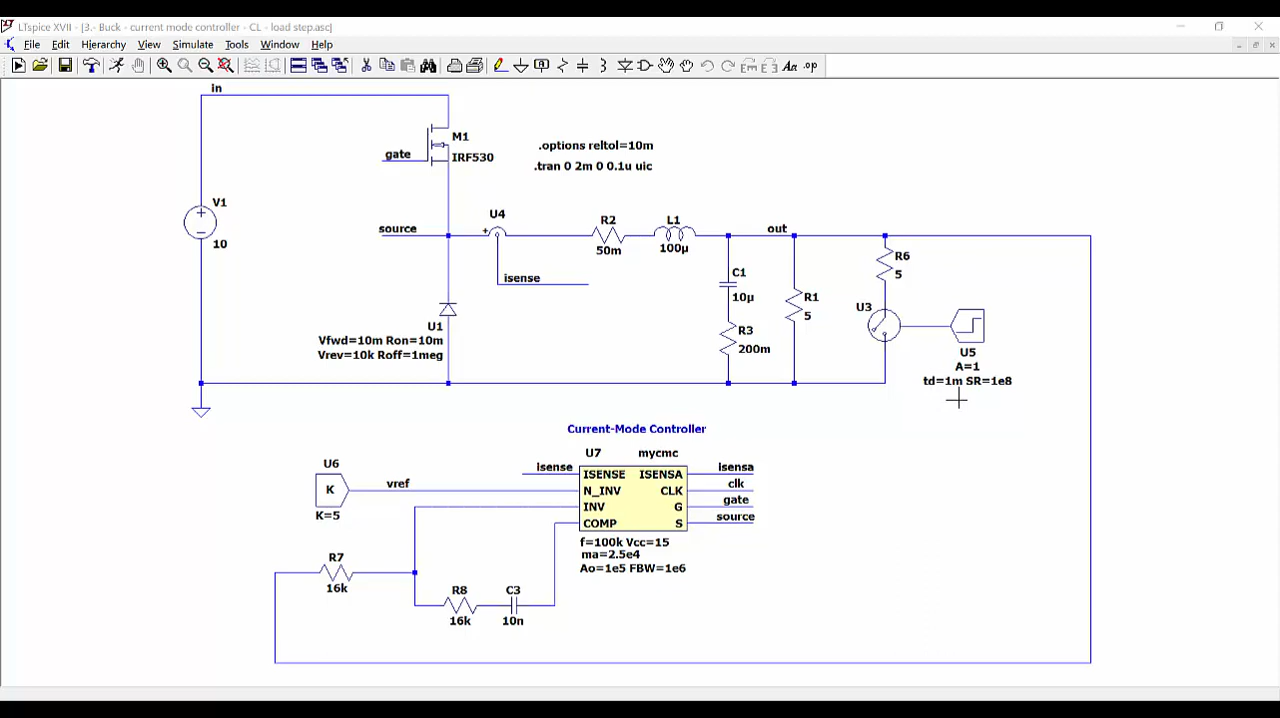 LTspice XVII - [3.- Buck - current mode controller - CL - load step.asc]
File Edit Hierarchy View Simulate Tools Window Help
Aa .op
in
M1
IRF530
gate
.options reltol=10m
.tran 0 2m 0 0.1u uic
V1
10
source
U4
+
isense
R2
50m
L1
100µ
out
C1
10µ
R3
200m
R1
5
R6
5
U3
U5
A=1
td=1m SR=1e8
U1
Vfwd=10m Ron=10m
Vrev=10k Roff=1meg
Current-Mode Controller
U7 mycmc
isense ISENSE ISENSA isensa
N_INV CLK clk
INV G gate
COMP S source
f=100k Vcc=15
ma=2.5e4
Ao=1e5 FBW=1e6
U6
K
K=5
vref
R7
16k
R8
16k
C3
10n